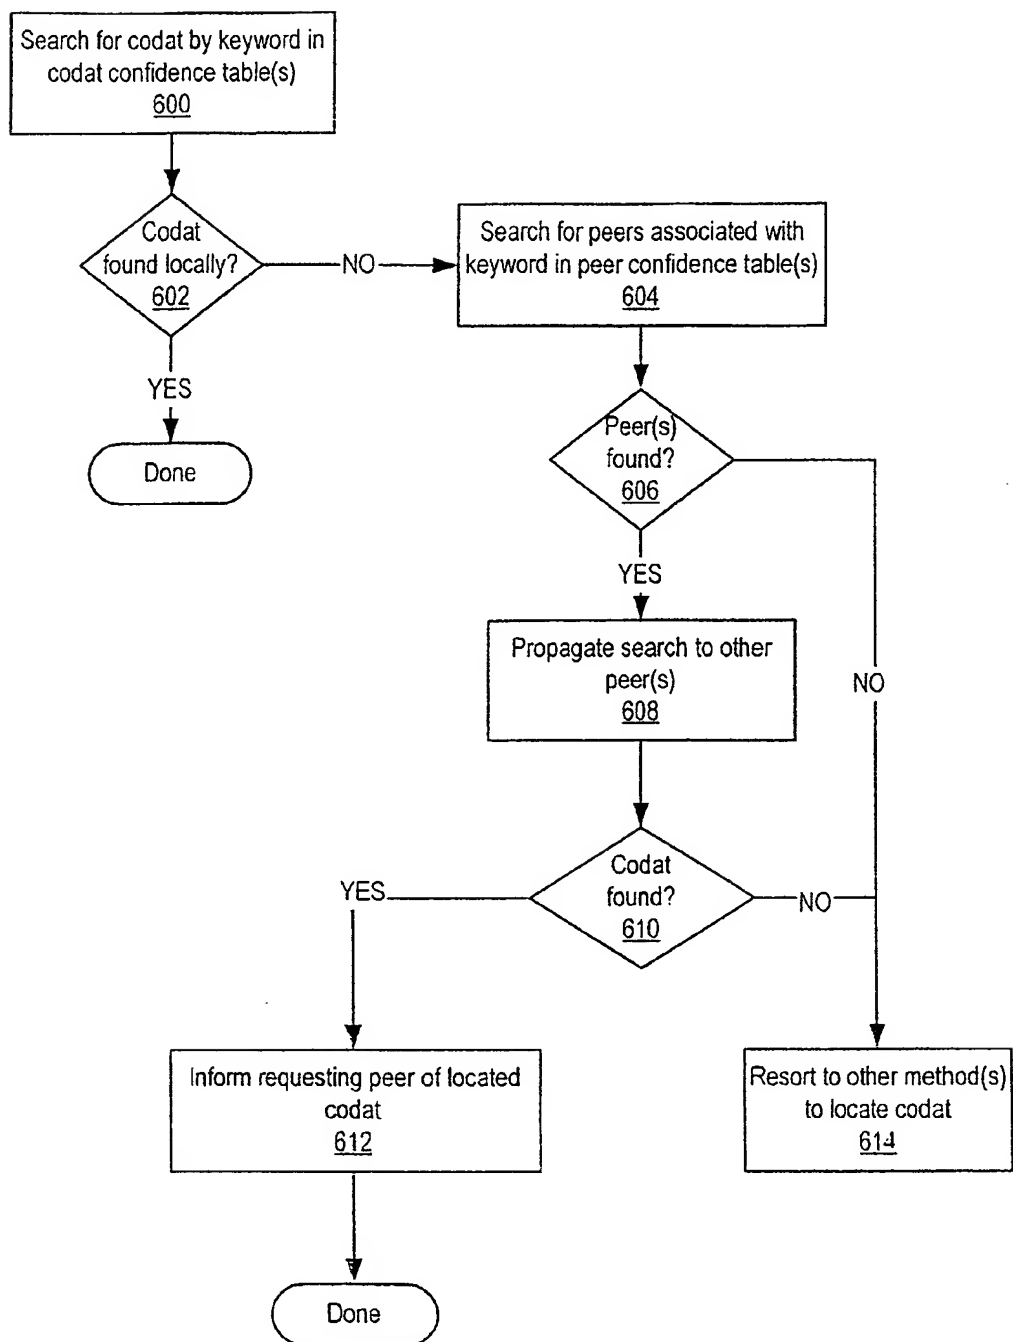 Search for codat by keyword in
codat confidence table(s)
600
Codat
found locally?
602
NO
Search for peers associated with
keyword in peer confidence table(s)
604
YES
Done
Peer(s)
found?
606
YES
NO
Propagate search to other
peer(s)
608
Codat
found?
610
YES
NO
Inform requesting peer of located
codat
612
Resort to other method(s)
to locate codat
614
Done